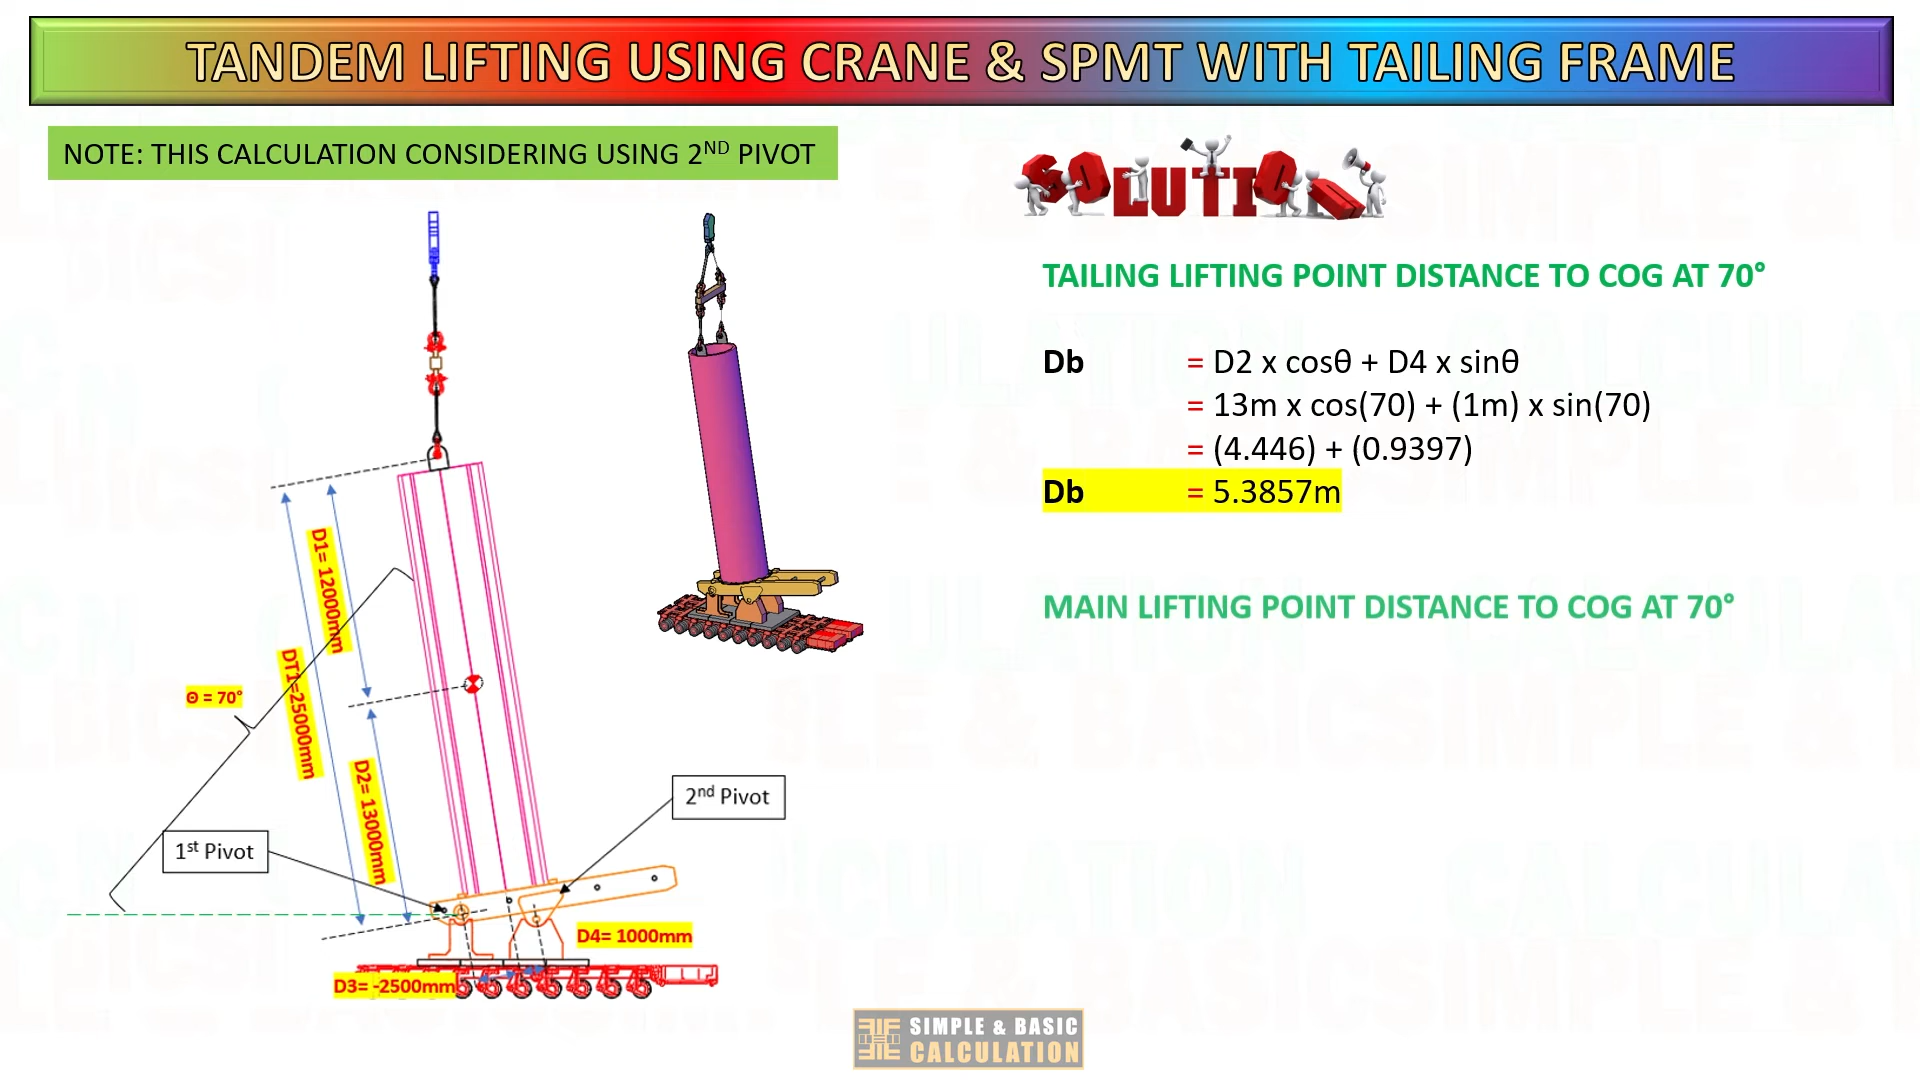 TANDEM LIFTING USING CRANE & SPMT WITH TAILING FRAME
NOTE: THIS CALCULATION CONSIDERING USING 2ND PIVOT
SOLUTION
TAILING LIFTING POINT DISTANCE TO COG AT 70°
Db = D2 x cosθ + D4 x sinθ
= 13m x cos(70) + (1m) x sin(70)
= (4.446) + (0.9397)
Db = 5.3857m
MAIN LIFTING POINT DISTANCE TO COG AT 70°
D1= 12000mm
DT1=25000mm
Θ = 70°
D2= 13000mm
2nd Pivot
1st Pivot
D4= 1000mm
D3= -2500mm
SIMPLE & BASIC
CALCULATION